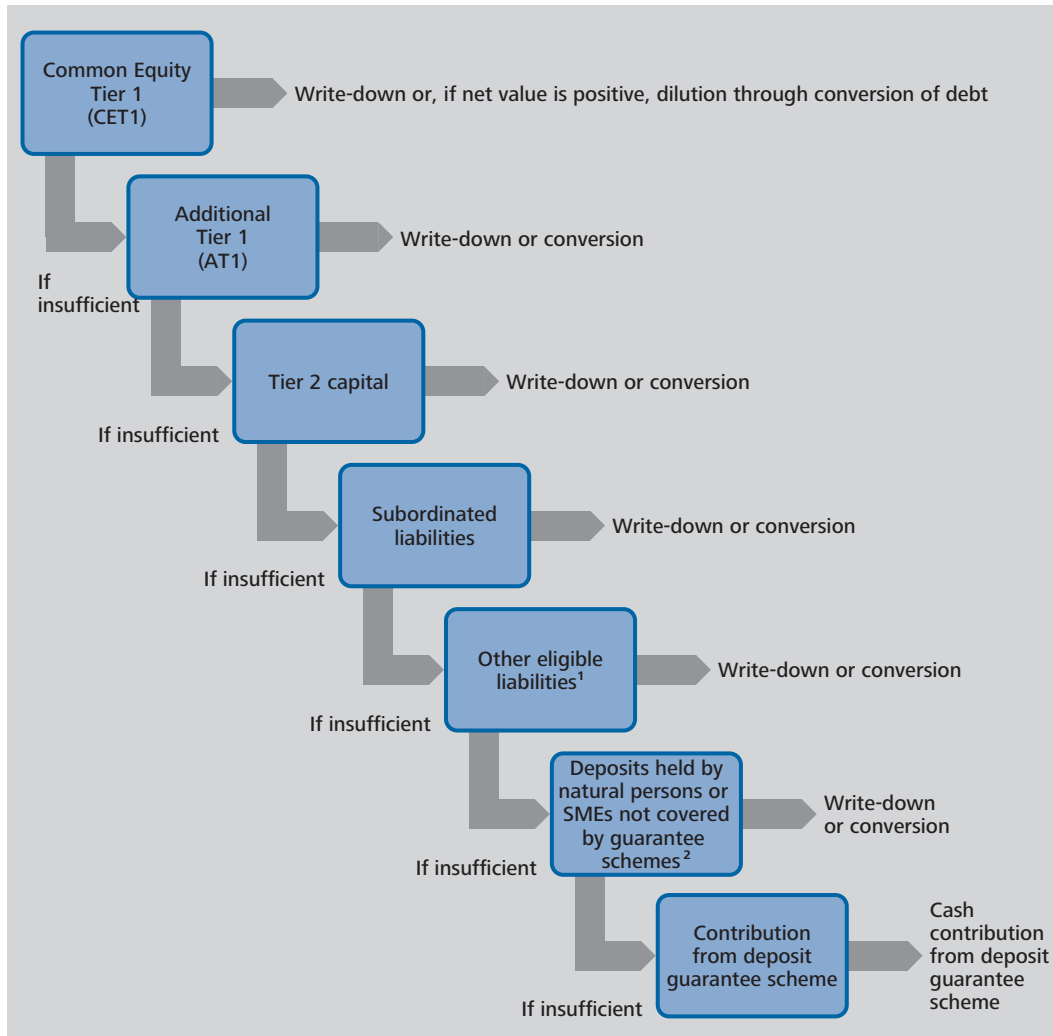 Common Equity
Tier 1
(CET1)
Write-down or, if net value is positive, dilution through conversion of debt
Additional
Tier 1
(AT1)
Write-down or conversion
If
insufficient
Tier 2 capital
Write-down or conversion
If insufficient
Subordinated
liabilities
Write-down or conversion
If insufficient
Other eligible
liabilities¹
Write-down or conversion
If insufficient
Deposits held by
natural persons or
SMEs not covered
by guarantee
schemes²
Write-down
or conversion
If insufficient
Contribution
from deposit
guarantee scheme
Cash
contribution
from deposit
guarantee
scheme
If insufficient